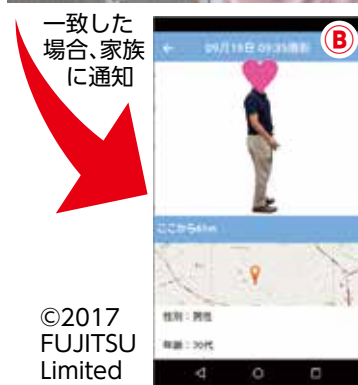 一致した
場合、家族
に通知
B
09月19日 09:35撮影
ここから61m
性別：男性
年齢：30代
©2017
FUJITSU
Limited